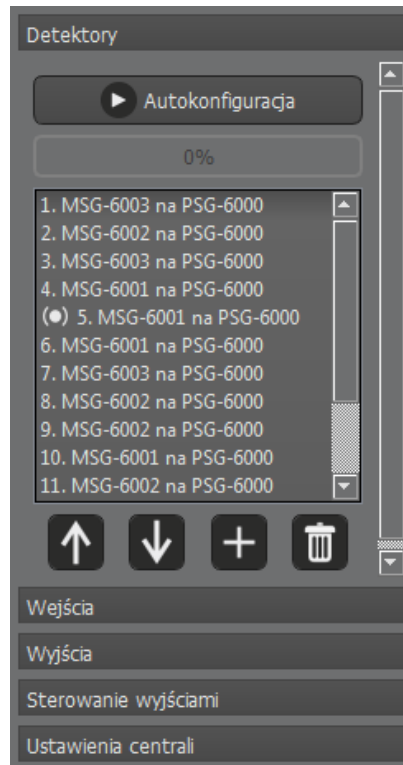 Detektory
Autokonfiguracja
0%
1. MSG-6003 na PSG-6000
2. MSG-6002 na PSG-6000
3. MSG-6003 na PSG-6000
4. MSG-6001 na PSG-6000
5. MSG-6001 na PSG-6000
6. MSG-6001 na PSG-6000
7. MSG-6003 na PSG-6000
8. MSG-6002 na PSG-6000
9. MSG-6002 na PSG-6000
10. MSG-6001 na PSG-6000
11. MSG-6002 na PSG-6000
Wejścia
Wyjścia
Sterowanie wyjściami
Ustawienia centrali